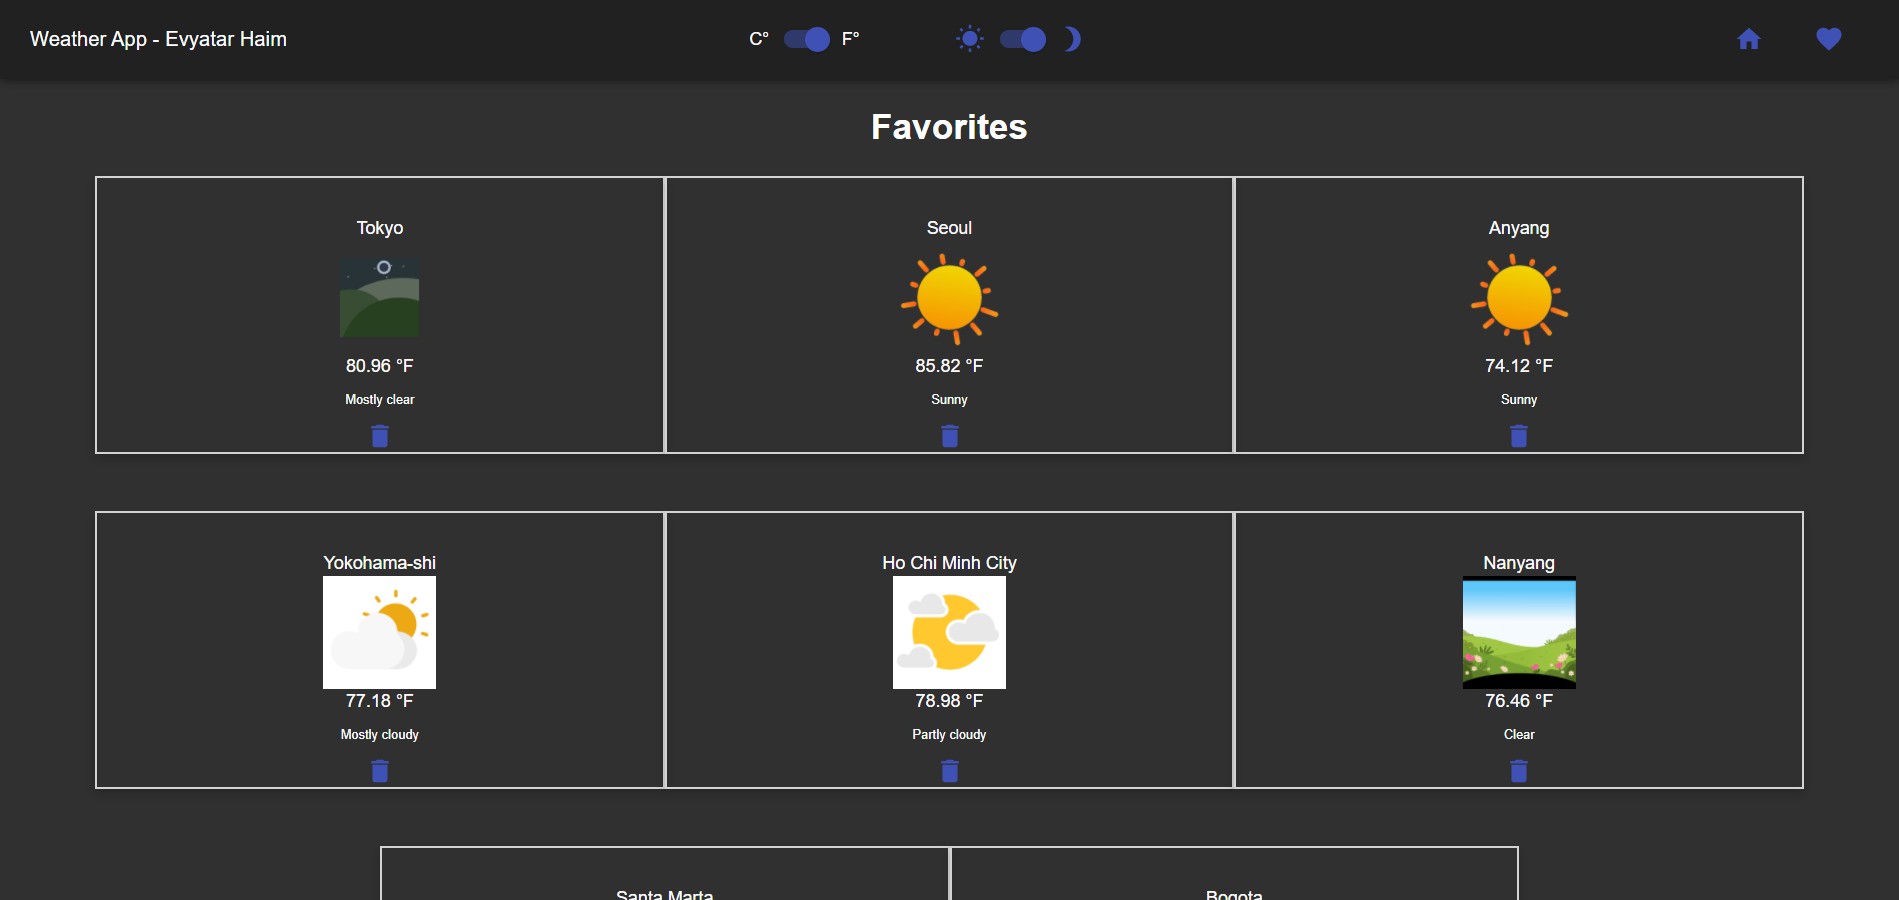 Weather App - Evyatar Haim
C° F°
Favorites
Tokyo
80.96 °F
Mostly clear
Seoul
85.82 °F
Sunny
Anyang
74.12 °F
Sunny
Yokohama-shi
77.18 °F
Mostly cloudy
Ho Chi Minh City
78.98 °F
Partly cloudy
Nanyang
76.46 °F
Clear
Santa Marta
Bogota